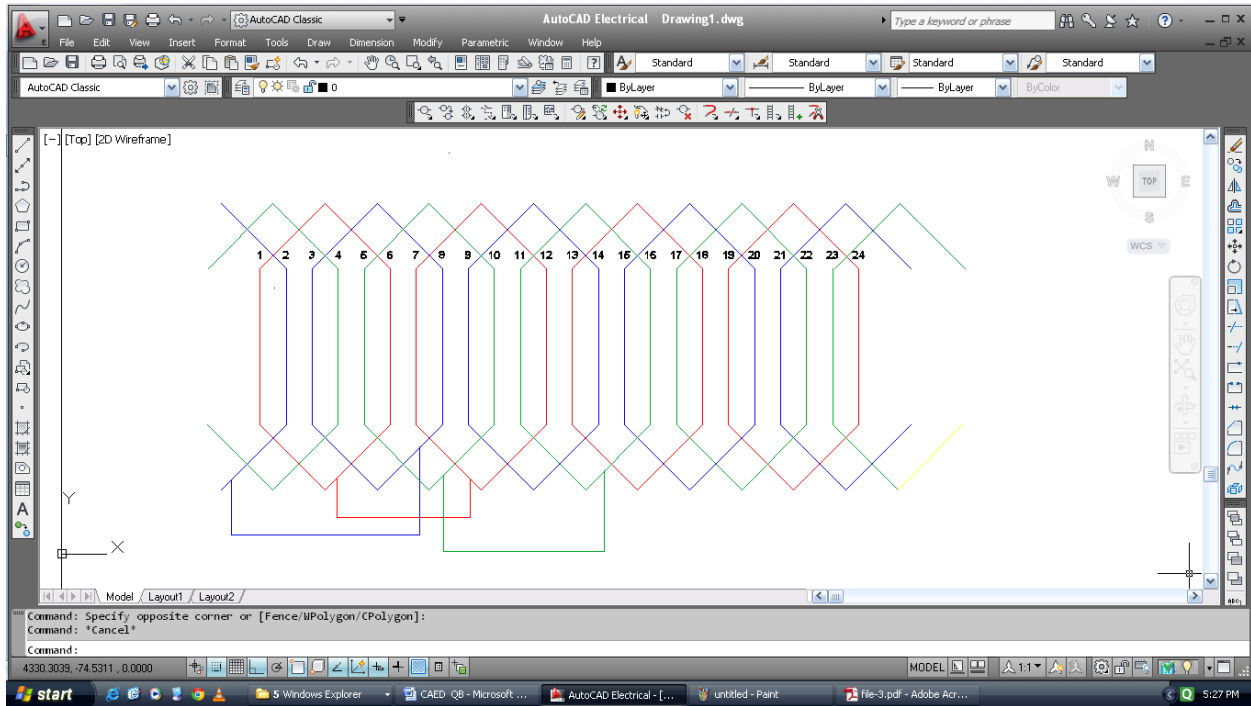 AutoCAD Classic
AutoCAD Electrical Drawing1.dwg
Type a keyword or phrase
E File Edit View Insert Format Tools Draw Dimension Modify Parametric Window Help
Standard Standard Standard Standard
AutoCAD Classic 0 ByLayer ByLayer ByLayer ByColor
[-] [Top] [2D Wireframe]
N
W TOP E
S
WCS
1 2 3 4 5 6 7 8 9 10 11 12 13 14 15 16 17 18 19 20 21 22 23 24
Y
X
Model Layout1 Layout2
Command: Specify opposite corner or [Fence/WPolygon/CPolygon]:
Command: *Cancel*
Command:
4330.3039, -74.5311 , 0.0000 MODEL 1:1
start 5 Windows Explorer CAED QB - Microsoft ... AutoCAD Electrical - [... untitled - Paint file-3.pdf - Adobe Acr... 5:27 PM